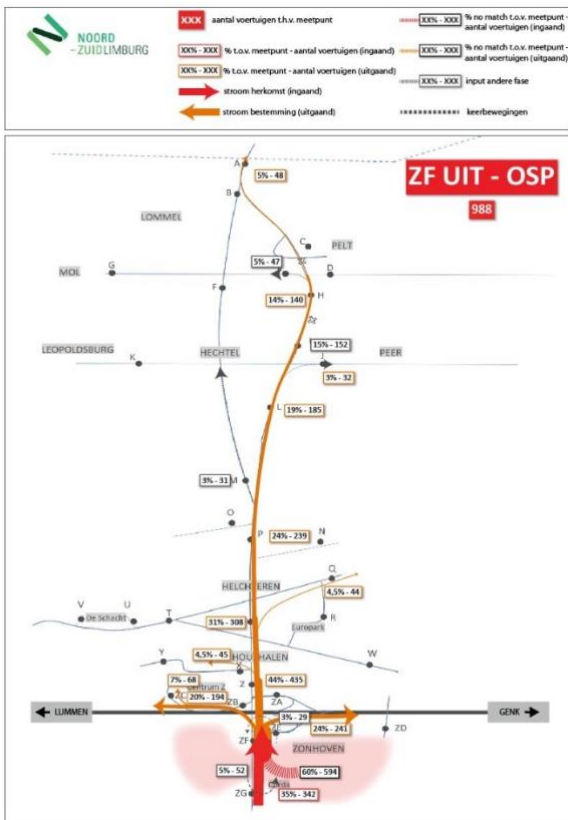 NOORD
-ZUIDLIMBURG
XXX aantal voertuigen t.h.v. meetpunt
XX% - XXX % t.o.v. meetpunt - aantal voertuigen (ingaand)
XX% - XXX % t.o.v. meetpunt - aantal voertuigen (uitgaand)
stroom herkomst (ingaand)
stroom bestemming (uitgaand)
XX% - XXX % no match t.o.v. meetpunt -
aantal voertuigen (ingaand)
XX% - XXX % no match t.o.v. meetpunt -
aantal voertuigen (uitgaand)
XX% - XXX input andere fase
keerbewegingen
ZF UIT - OSP
988
A
5% - 48
B
LOMMEL
C
PELT
5% - 47
MOL
G
D
F
14% - 140
H
15% - 152
LEOPOLDSBURG
HECHTEL
PEER
K
3% - 32
L
19% - 185
3% - 31
M
O
P
24% - 239
N
HELCHTEREN
Q
4,5% - 44
V
U
T
De Schacht
31% - 308
R
Europark
HOUTHALEN
Y
4,5% - 45
X
W
7% - 68
Z
44% - 435
Centrum Z
20% - 194
ZB
ZA
LUMMEN
3% - 29
GENK
24% - 241
ZD
ZF
ZONHOVEN
5% - 52
60% - 594
ZG
35% - 342